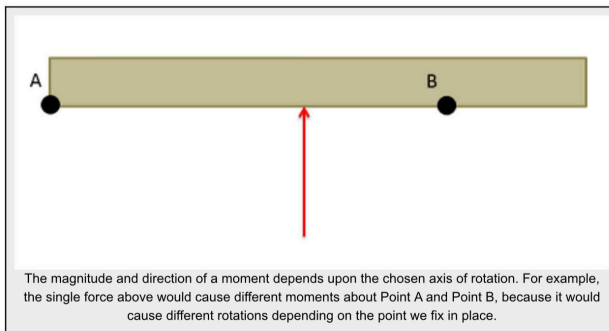 A
B
The magnitude and direction of a moment depends upon the chosen axis of rotation. For example,
the single force above would cause different moments about Point A and Point B, because it would
cause different rotations depending on the point we fix in place.